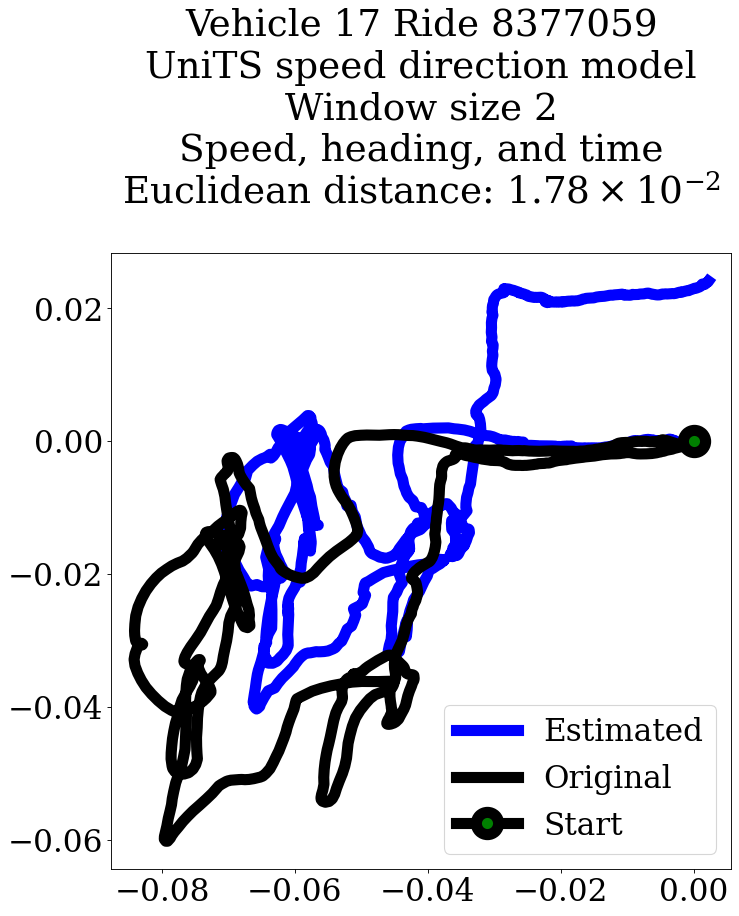 Vehicle 17 Ride 8377059
UniTS speed direction model
Window size 2
Speed, heading, and time
Euclidean distance: 1.78 × 10⁻²
0.02
0.00
−0.02
−0.04
−0.06
Estimated
Original
Start
−0.08 −0.06 −0.04 −0.02 0.00